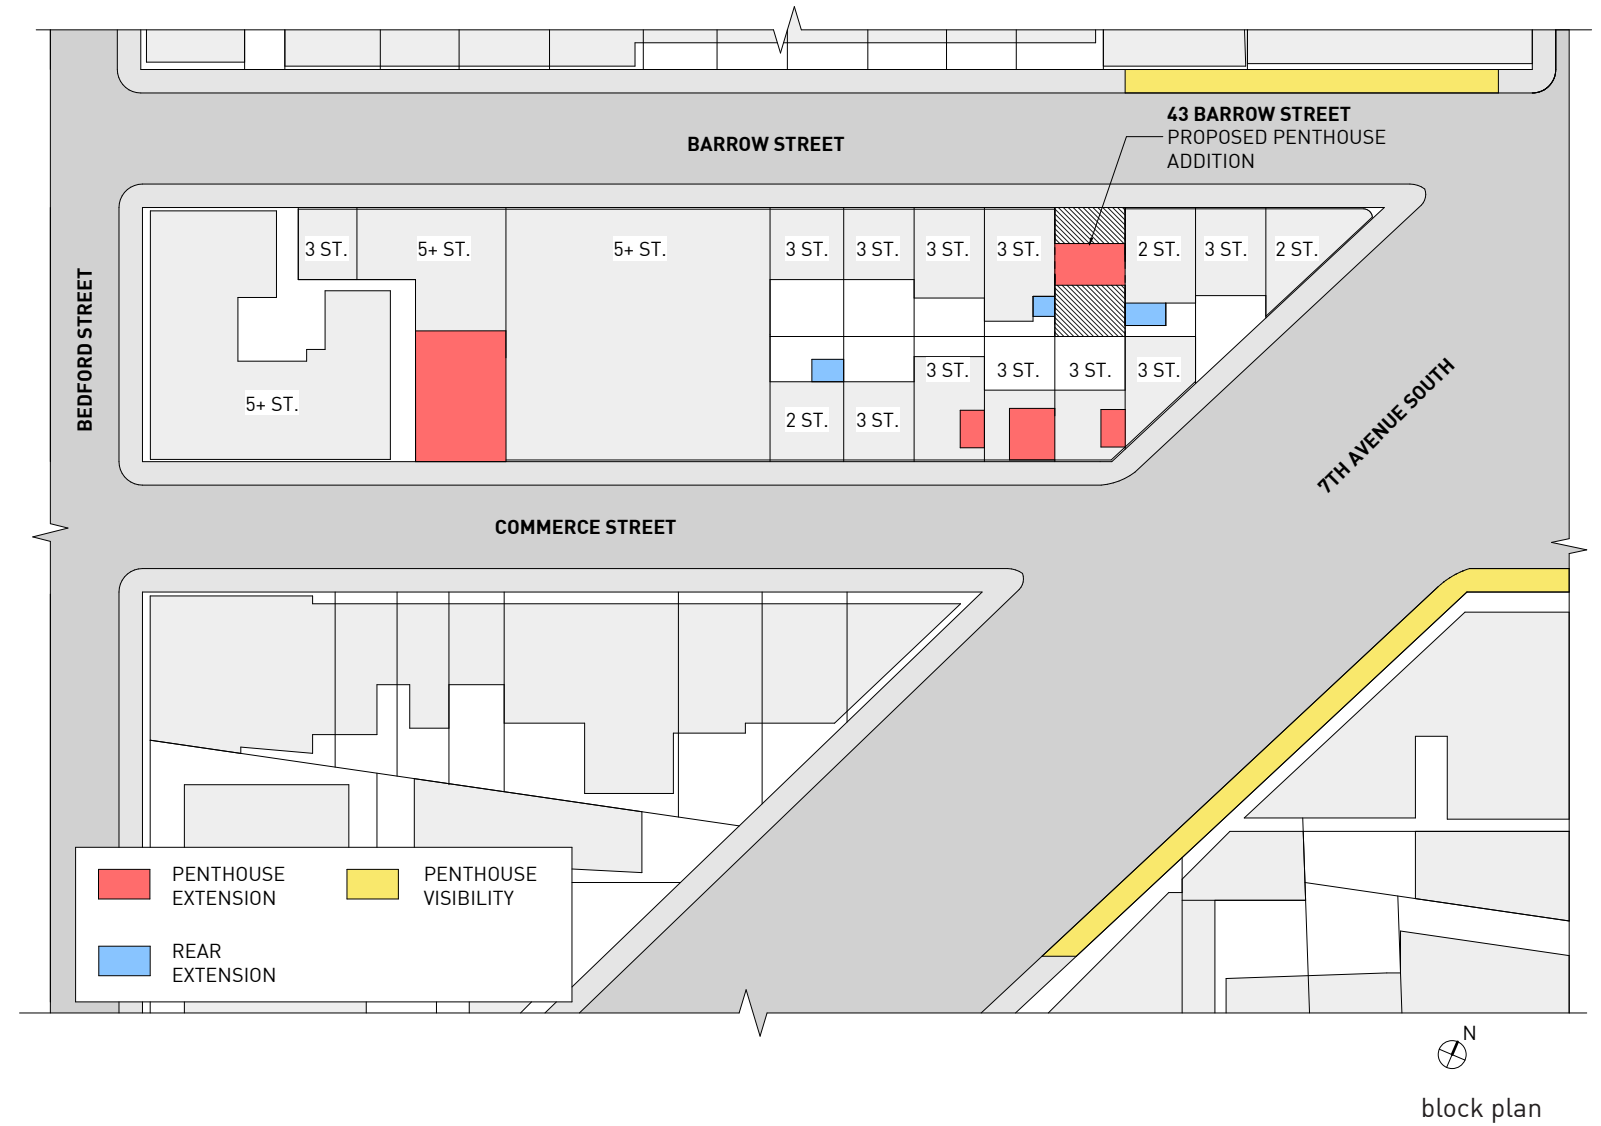 43 BARROW STREET
PROPOSED PENTHOUSE
ADDITION
BARROW STREET
3 ST.
5+ ST.
5+ ST.
3 ST.
3 ST.
3 ST.
3 ST.
2 ST.
3 ST.
2 ST.
BEDFORD STREET
5+ ST.
3 ST.
3 ST.
3 ST.
3 ST.
2 ST.
3 ST.
7TH AVENUE SOUTH
COMMERCE STREET
PENTHOUSE
EXTENSION
PENTHOUSE
VISIBILITY
REAR
EXTENSION
N
block plan